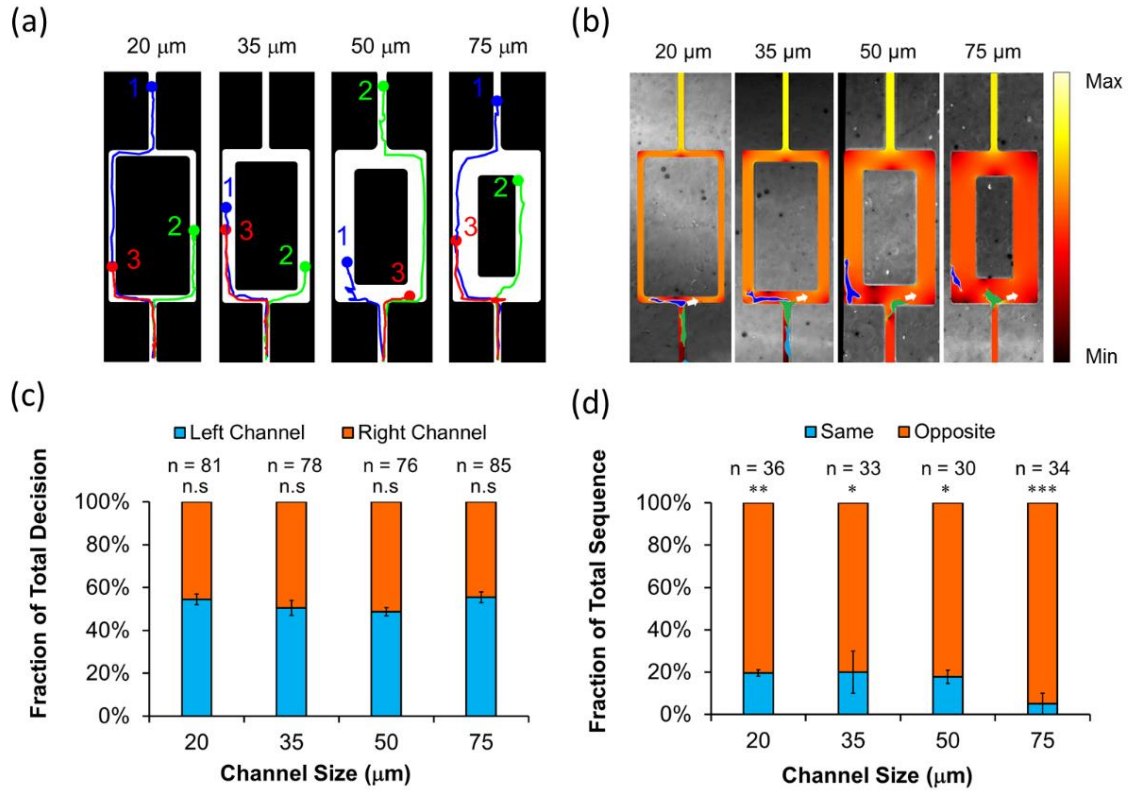 (a)
20 μm 35 μm 50 μm 75 μm
1 2 1
1 2
2 3 3
3 2 1 3
(b)
20 μm 35 μm 50 μm 75 μm
Max
Min
(c)
Left Channel Right Channel
n = 81 n = 78 n = 76 n = 85
n.s n.s n.s n.s
100%
80%
60%
40%
20%
0%
20 35 50 75
Fraction of Total Decision
Channel Size (μm)
(d)
Same Opposite
n = 36 n = 33 n = 30 n = 34
** * * ***
100%
80%
60%
40%
20%
0%
20 35 50 75
Fraction of Total Sequence
Channel Size (μm)